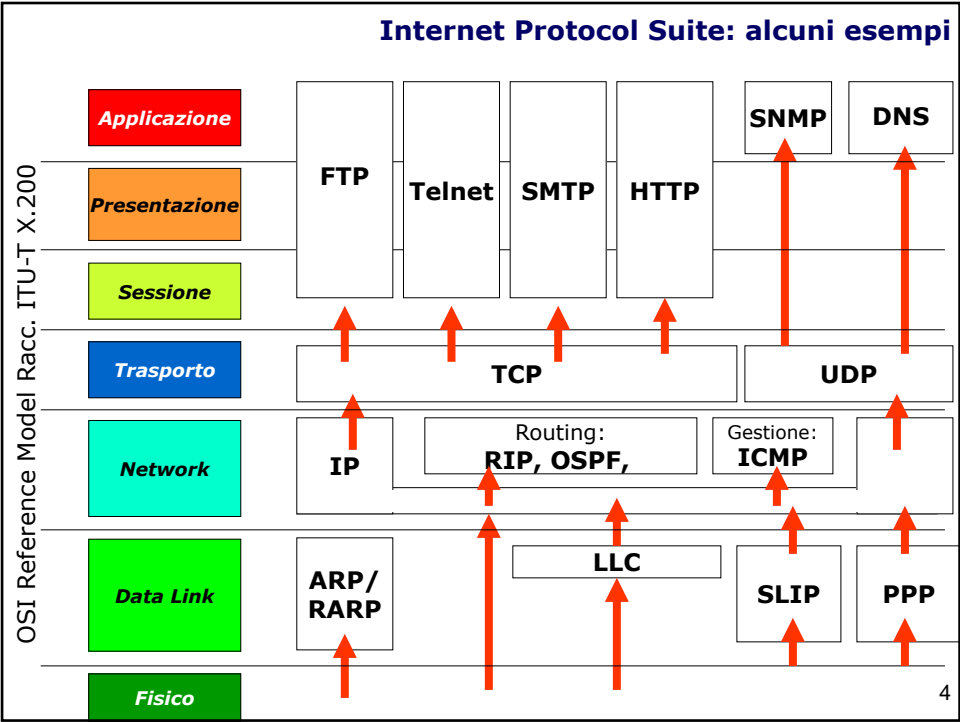 Internet Protocol Suite: alcuni esempi
OSI Reference Model Racc. ITU-T X.200
Applicazione
SNMP
DNS
FTP
Telnet
SMTP
HTTP
Presentazione
Sessione
Trasporto
TCP
UDP
Network
IP
Routing:
RIP, OSPF,
Gestione:
ICMP
Data Link
ARP/
RARP
LLC
SLIP
PPP
Fisico
4